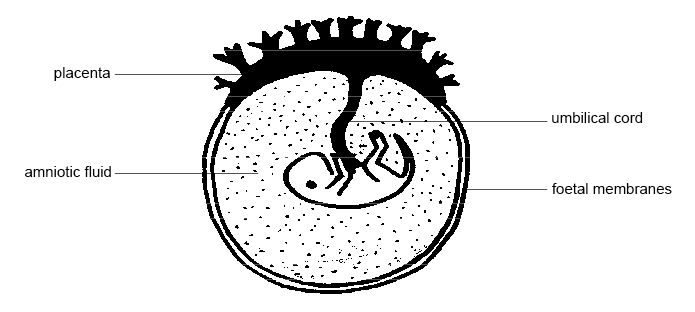 placenta
umbilical cord
amniotic fluid
foetal membranes